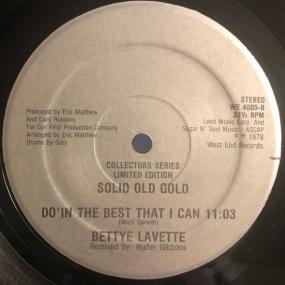 STEREO
WE 4005-B
33⅓ RPM
Produced by Eric Matthew
And Cory Robbins
For Our First Production Company
Arranged by Eric Matthew
Drums By Gary
Leed Music Corp. And
Sugar N' Soul Music - ASCAP
© ℗ 1978
West End Records
COLLECTORS SERIES
LIMITED EDITION
SOLID OLD GOLD
DO'IN THE BEST THAT I CAN 11:03
BETTYE LAVETTE
Remixed By: Walter Gibbons